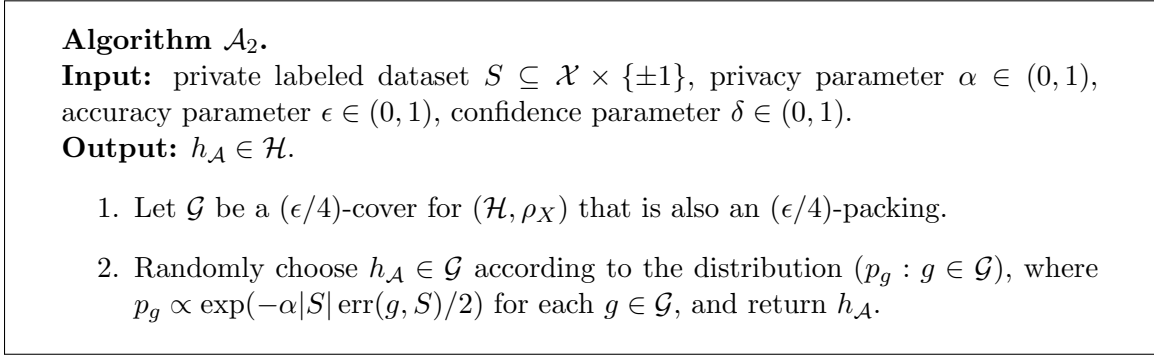 Algorithm 𝒜₂.
Input: private labeled dataset S ⊆ 𝒳 × {±1}, privacy parameter α ∈ (0, 1),
accuracy parameter ϵ ∈ (0, 1), confidence parameter δ ∈ (0, 1).
Output: h_𝒜 ∈ ℋ.
1. Let 𝒢 be a (ϵ/4)-cover for (ℋ, ρ_X) that is also an (ϵ/4)-packing.
2. Randomly choose h_𝒜 ∈ 𝒢 according to the distribution (p_g : g ∈ 𝒢), where
p_g ∝ exp(−α|S| err(g, S)/2) for each g ∈ 𝒢, and return h_𝒜.